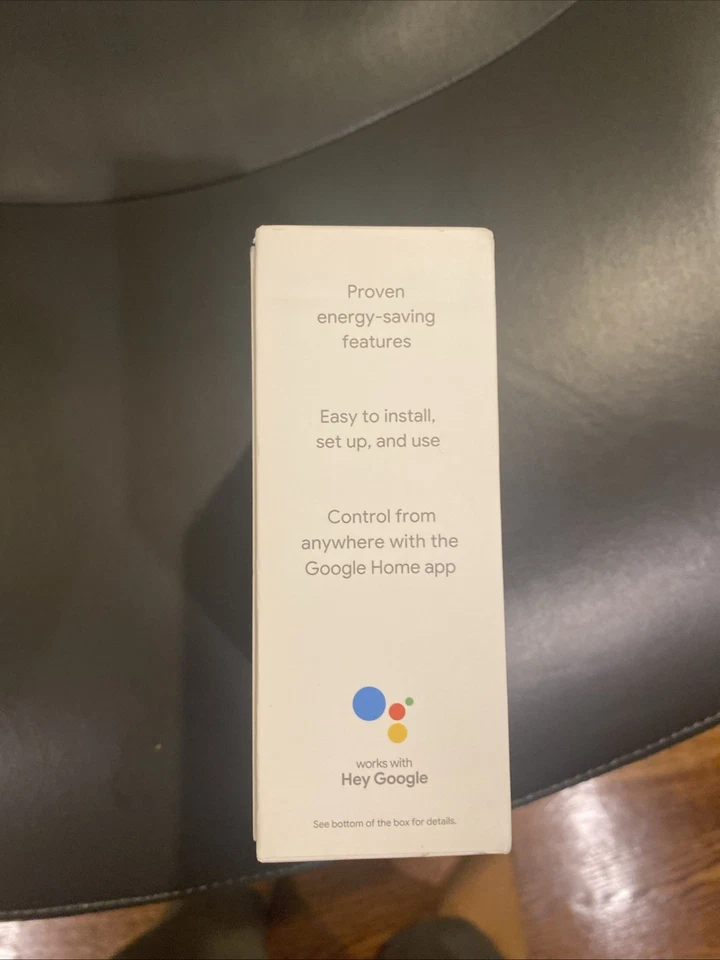 Proven
energy-saving
features
Easy to install,
set up, and use
Control from
anywhere with the
Google Home app
works with
Hey Google
See bottom of the box for details.